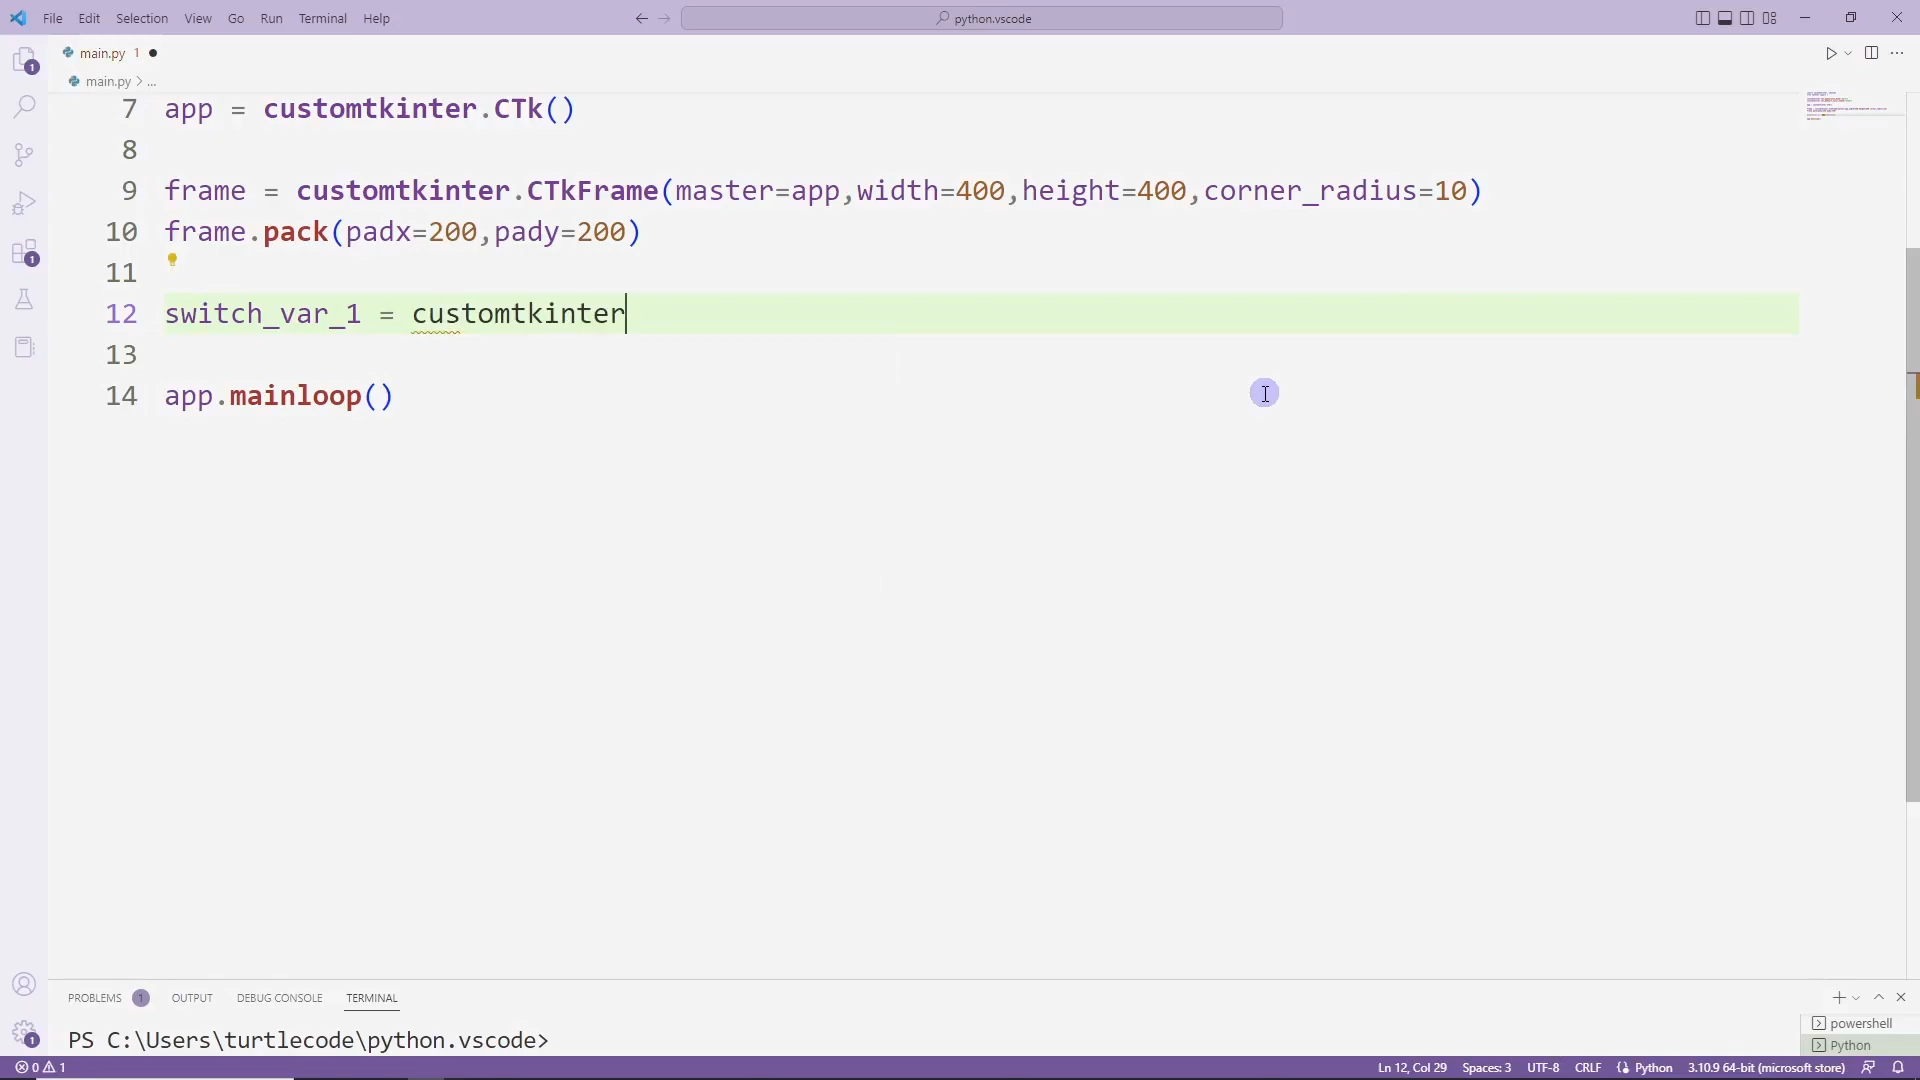 File Edit Selection View Go Run Terminal Help
python.vscode
main.py 1
main.py > ...
7 app = customtkinter.CTk()
8
9 frame = customtkinter.CTkFrame(master=app,width=400,height=400,corner_radius=10)
10 frame.pack(padx=200,pady=200)
11
12 switch_var_1 = customtkinter
13
14 app.mainloop()
1
1
1
PROBLEMS 1 OUTPUT DEBUG CONSOLE TERMINAL
PS C:\Users\turtlecode\python.vscode>
powershell
Python
0 1
Ln 12, Col 29 Spaces: 3 UTF-8 CRLF Python 3.10.9 64-bit (microsoft store)